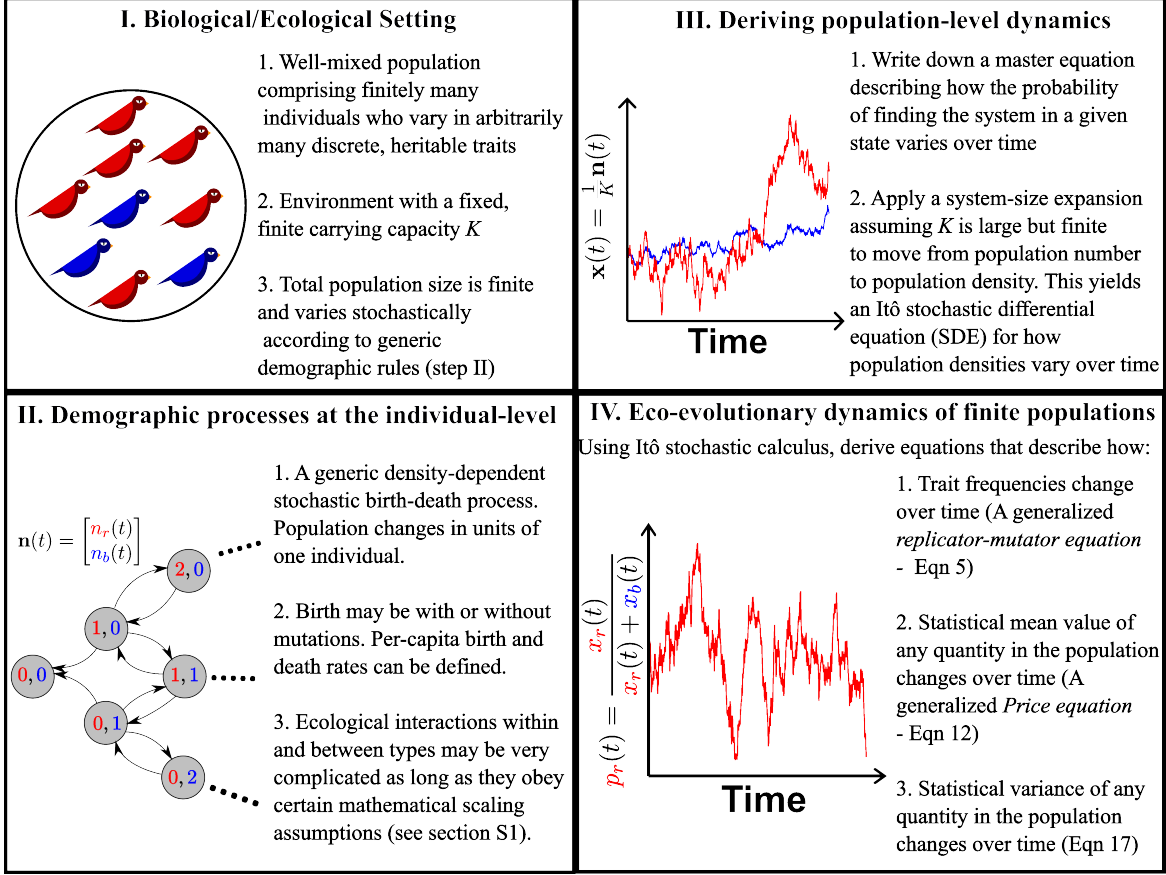 I. Biological/Ecological Setting
1. Well-mixed population
comprising finitely many
individuals who vary in arbitrarily
many discrete, heritable traits
2. Environment with a fixed,
finite carrying capacity K
3. Total population size is finite
and varies stochastically
according to generic
demographic rules (step II)
III. Deriving population-level dynamics
x(t) = 1/K n(t)
Time
1. Write down a master equation
describing how the probability
of finding the system in a given
state varies over time
2. Apply a system-size expansion
assuming K is large but finite
to move from population number
to population density. This yields
an Itô stochastic differential
equation (SDE) for how
population densities vary over time
II. Demographic processes at the individual-level
n(t) = [n_r(t)
n_b(t)]
2,0
1,0
0,0
1,1
0,1
0,2
1. A generic density-dependent
stochastic birth-death process.
Population changes in units of
one individual.
2. Birth may be with or without
mutations. Per-capita birth and
death rates can be defined.
3. Ecological interactions within
and between types may be very
complicated as long as they obey
certain mathematical scaling
assumptions (see section S1).
IV. Eco-evolutionary dynamics of finite populations
Using Itô stochastic calculus, derive equations that describe how:
p_r(t) = x_r(t) / x_r(t) + x_b(t)
Time
1. Trait frequencies change
over time (A generalized
replicator-mutator equation
- Eqn 5)
2. Statistical mean value of
any quantity in the population
changes over time (A
generalized Price equation
- Eqn 12)
3. Statistical variance of any
quantity in the population
changes over time (Eqn 17)